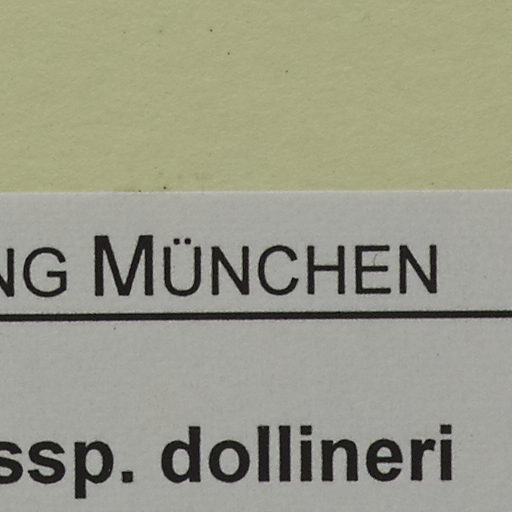 NG MÜNCHEN
ssp. dollineri